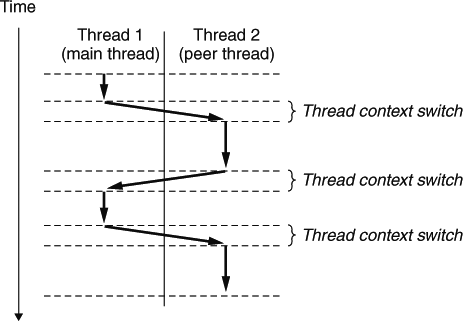 Time
Thread 1
(main thread)
Thread 2
(peer thread)
Thread context switch
Thread context switch
Thread context switch